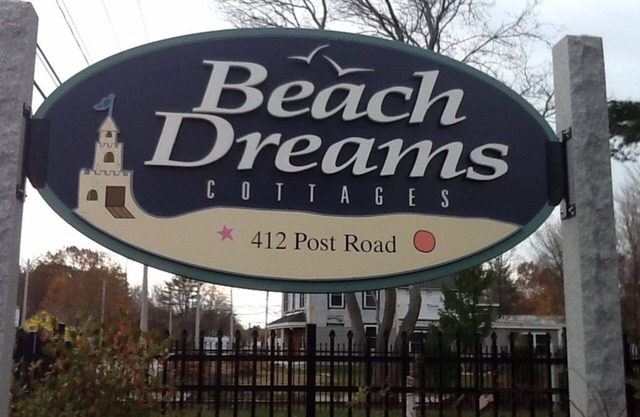 Beach
Dreams
COTTAGES
412 Post Road